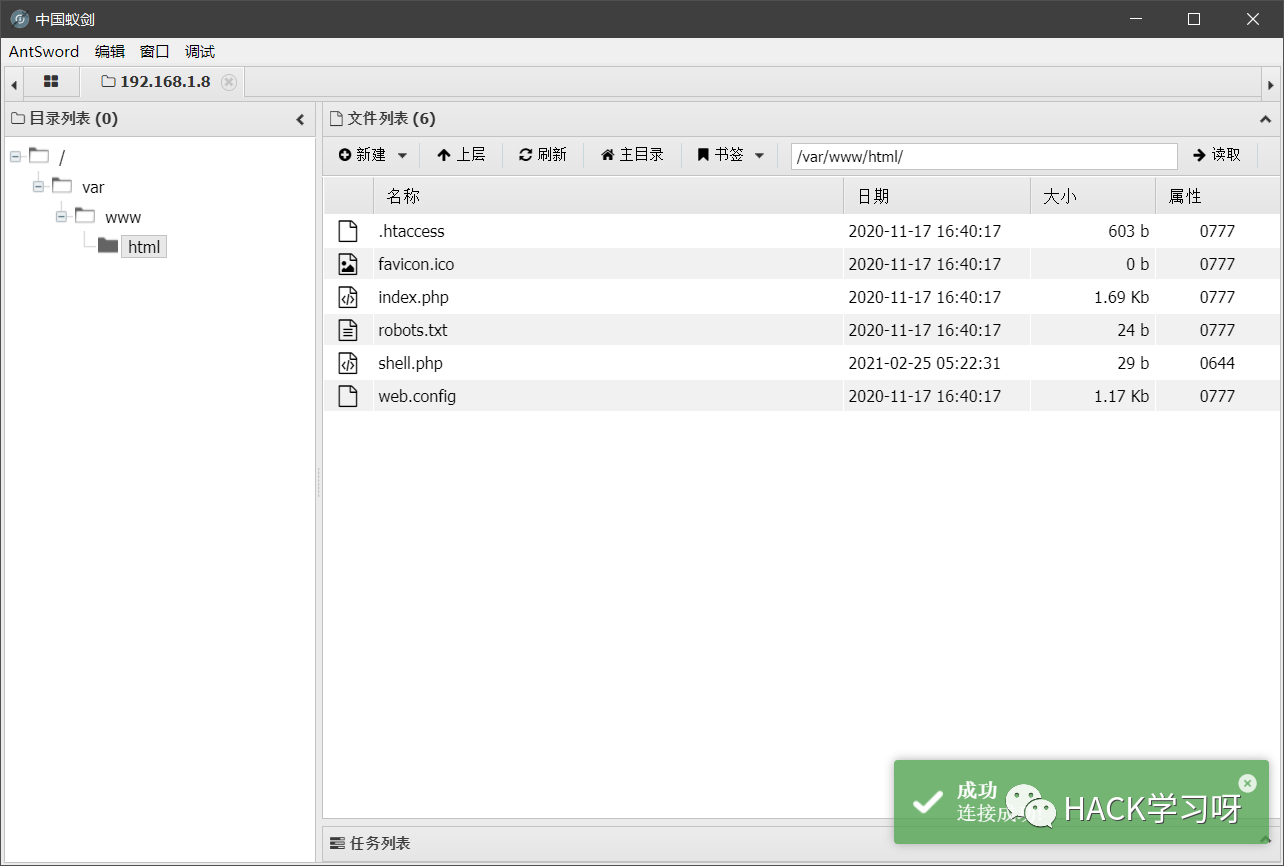 中国蚁剑
AntSword 编辑 窗口 调试
192.168.1.8
目录列表 (0)
/
var
www
html
文件列表 (6)
新建 上层 刷新 主目录 书签 /var/www/html/ 读取
名称 日期 大小 属性
.htaccess 2020-11-17 16:40:17 603 b 0777
favicon.ico 2020-11-17 16:40:17 0 b 0777
index.php 2020-11-17 16:40:17 1.69 Kb 0777
robots.txt 2020-11-17 16:40:17 24 b 0777
shell.php 2021-02-25 05:22:31 29 b 0644
web.config 2020-11-17 16:40:17 1.17 Kb 0777
成功
连接成
HACK学习呀
任务列表